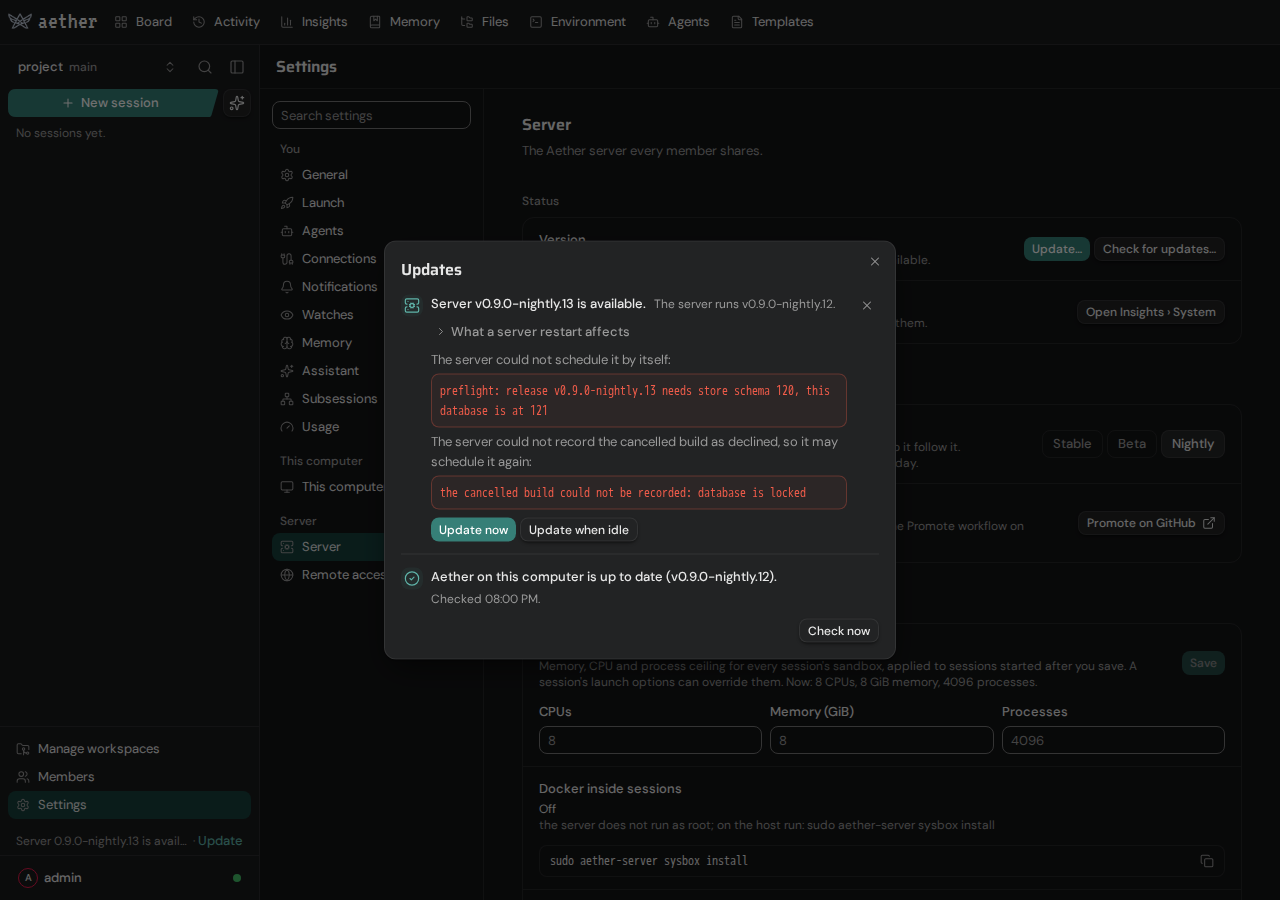 aether
Board
Activity
Insights
Memory
Files
Environment
Agents
Templates
project main
New session
No sessions yet.
Manage workspaces
Members
Settings
Server 0.9.0-nightly.13 is avail... · Update
A admin
Settings
Search settings
You
General
Launch
Agents
Connections
Notifications
Watches
Memory
Assistant
Subsessions
Usage
This computer
This compute
Server
Server
Remote acces
Server
The Aether server every member shares.
Status
Version
ilable.
Update...
Check for updates...
them.
Open Insights › System
o it follow it.
day.
Stable
Beta
Nightly
e Promote workflow on
Promote on GitHub
Updates
Server v0.9.0-nightly.13 is available. The server runs v0.9.0-nightly.12.
What a server restart affects
The server could not schedule it by itself:
preflight: release v0.9.0-nightly.13 needs store schema 120, this
database is at 121
The server could not record the cancelled build as declined, so it may
schedule it again:
the cancelled build could not be recorded: database is locked
Update now
Update when idle
Aether on this computer is up to date (v0.9.0-nightly.12).
Checked 08:00 PM.
Check now
Memory, CPU and process ceiling for every session's sandbox, applied to sessions started after you save. A
session's launch options can override them. Now: 8 CPUs, 8 GiB memory, 4096 processes.
Save
CPUs
Memory (GiB)
Processes
8
8
4096
Docker inside sessions
Off
the server does not run as root; on the host run: sudo aether-server sysbox install
sudo aether-server sysbox install